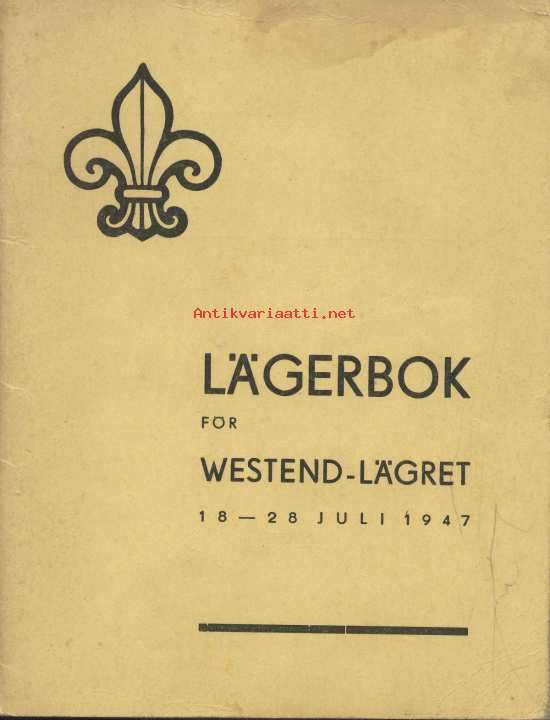 Antikvariaatti.net
LÄGERBOK
FÖR
WESTEND-LÄGRET
18 — 28 JULI 1947